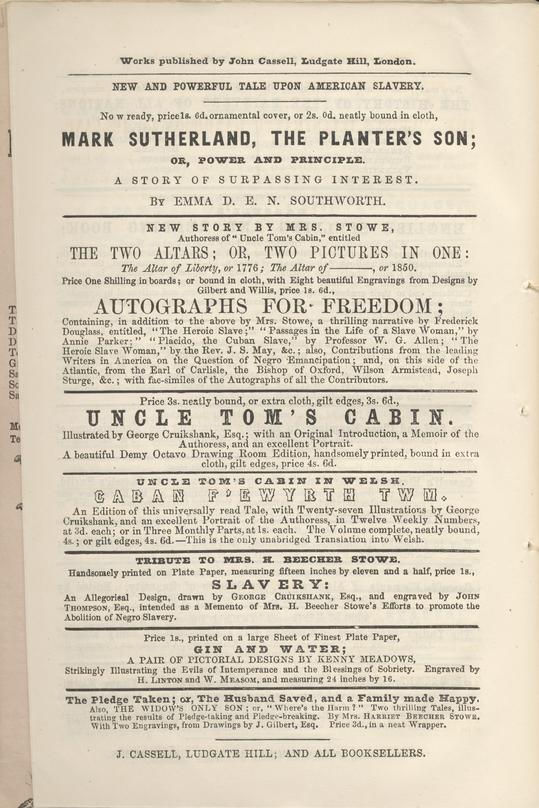 Works published by John Cassell, Ludgate Hill, London.
NEW AND POWERFUL TALE UPON AMERICAN SLAVERY.
Now ready, price 1s. 6d. ornamental cover, or 2s. 0d. neatly bound in cloth,
MARK SUTHERLAND, THE PLANTER'S SON;
OR, POWER AND PRINCIPLE.
A STORY OF SURPASSING INTEREST.
BY EMMA D. E. N. SOUTHWORTH.
NEW STORY BY MRS. STOWE,
Authoress of "Uncle Tom's Cabin," entitled
THE TWO ALTARS; OR, TWO PICTURES IN ONE:
The Altar of Liberty, or 1776; The Altar of ———, or 1850.
Price One Shilling in boards; or bound in cloth, with Eight beautiful Engravings from Designs by
Gilbert and Willis, price 1s. 6d.,
AUTOGRAPHS FOR FREEDOM;
Containing, in addition to the above by Mrs. Stowe, a thrilling narrative by Frederick
Douglass, entitled, "The Heroic Slave;" "Passages in the Life of a Slave Woman," by
Annie Parker;" "Placido, the Cuban Slave," by Professor W. G. Allen; "The
Heroic Slave Woman," by the Rev. J. S. May, &c.; also, Contributions from the leading
Writers in America on the Question of Negro Emancipation; and, on this side of the
Atlantic, from the Earl of Carlisle, the Bishop of Oxford, Wilson Armistead, Joseph
Sturge, &c.; with fac-similes of the Autographs of all the Contributors.
Price 3s. neatly bound, or extra cloth, gilt edges, 3s. 6d.,
UNCLE TOM'S CABIN.
Illustrated by George Cruikshank, Esq.; with an Original Introduction, a Memoir of the
Authoress, and an excellent Portrait.
A beautiful Demy Octavo Drawing Room Edition, handsomely printed, bound in extra
cloth, gilt edges, price 4s. 6d.
UNCLE TOM'S CABIN IN WELSH.
CABAN F'EWYRTH TWM.
An Edition of this universally read Tale, with Twenty-seven Illustrations by George
Cruikshank, and an excellent Portrait of the Authoress, in Twelve Weekly Numbers,
at 3d. each; or in Three Monthly Parts, at 1s. each. The Volume complete, neatly bound,
4s.; or gilt edges, 4s. 6d.—This is the only unabridged Translation into Welsh.
TRIBUTE TO MRS. H. BEECHER STOWE.
Handsomely printed on Plate Paper, measuring fifteen inches by eleven and a half, price 1s.,
SLAVERY:
An Allegorical Design, drawn by GEORGE CRUIKSHANK, Esq., and engraved by JOHN
THOMPSON, Esq., intended as a Memento of Mrs. H. Beecher Stowe's Efforts to promote the
Abolition of Negro Slavery.
Price 1s., printed on a large Sheet of Finest Plate Paper,
GIN AND WATER;
A PAIR OF PICTORIAL DESIGNS BY KENNY MEADOWS,
Strikingly Illustrating the Evils of Intemperance and the Blessings of Sobriety. Engraved by
H. LINTON and W. MEASOM, and measuring 24 inches by 16.
The Pledge Taken; or, The Husband Saved, and a Family made Happy.
Also, THE WIDOW'S ONLY SON; or, "Where's the Harm?" Two thrilling Tales, illus-
trating the results of Pledge-taking and Pledge-breaking. By Mrs. HARRIET BEECHER STOWE.
With Two Engravings, from Drawings by J. Gilbert, Esq. Price 3d., in a neat Wrapper.
J. CASSELL, LUDGATE HILL; AND ALL BOOKSELLERS.